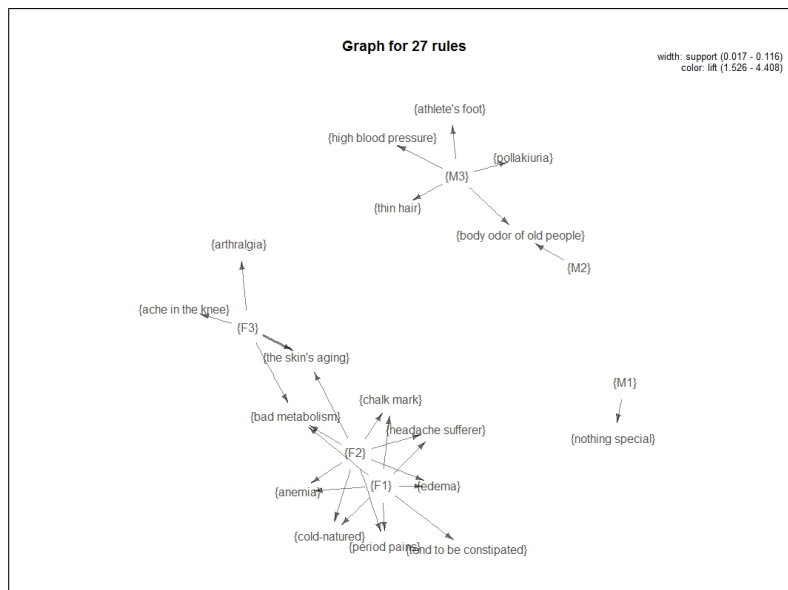 Graph for 27 rules
width: support (0.017 - 0.116)
color: lift (1.526 - 4.408)
{athlete's foot}
{high blood pressure}
{pollakiuria}
{M3}
{thin hair}
{body odor of old people}
{arthralgia}
{M2}
{ache in the knee}
{F3}
{the skin's aging}
{M1}
{chalk mark}
{bad metabolism}
{headache sufferer}
{nothing special}
{F2}
{F1}
{edema}
{anemia}
{cold-natured}
{period pains}
{tend to be constipated}